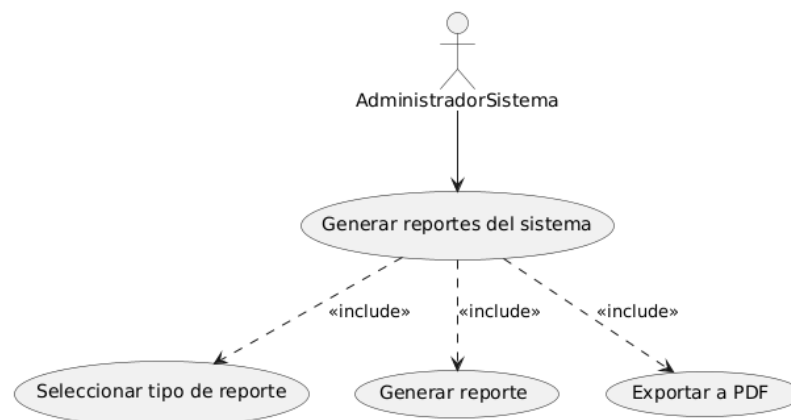 AdministradorSistema
Generar reportes del sistema
«include»
«include»
«include»
Seleccionar tipo de reporte
Generar reporte
Exportar a PDF